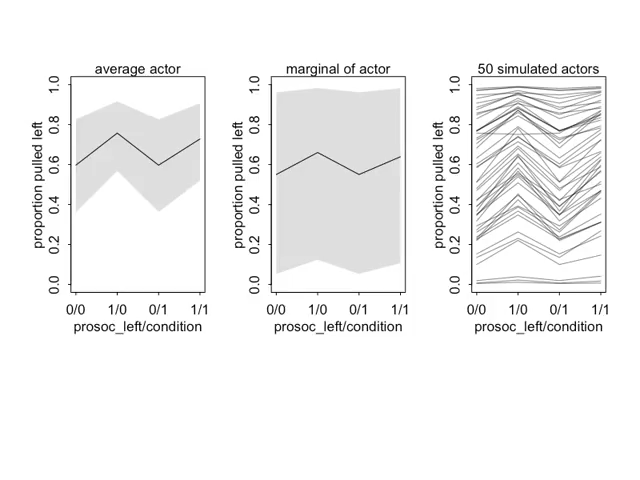 average actor
proportion pulled left
1.0
0.8
0.6
0.4
0.2
0.0
0/0 1/0 0/1 1/1
prosoc_left/condition
marginal of actor
proportion pulled left
1.0
0.8
0.6
0.4
0.2
0.0
0/0 1/0 0/1 1/1
prosoc_left/condition
50 simulated actors
proportion pulled left
1.0
0.8
0.6
0.4
0.2
0.0
0/0 1/0 0/1 1/1
prosoc_left/condition